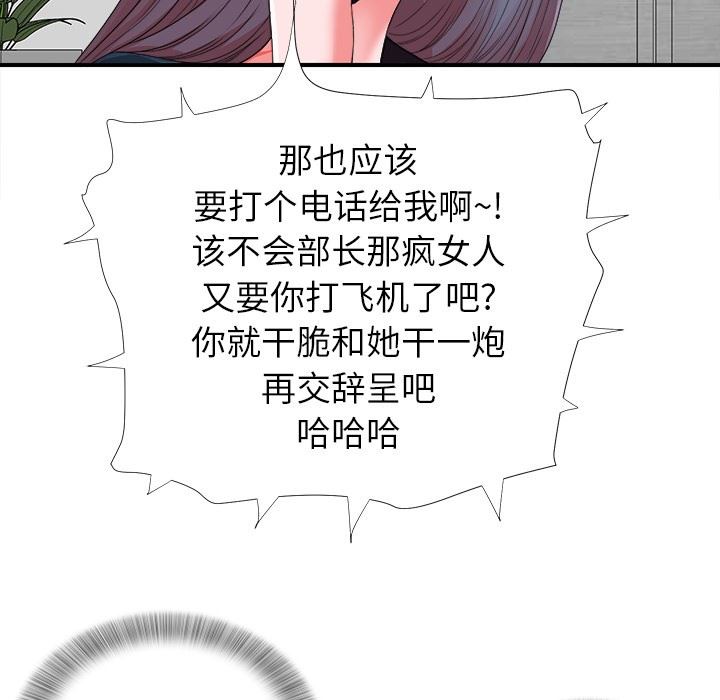 那也应该
要打个电话给我啊~!
该不会部长那疯女人
又要你打飞机了吧?
你就干脆和她干一炮
再交辞呈吧
哈哈哈